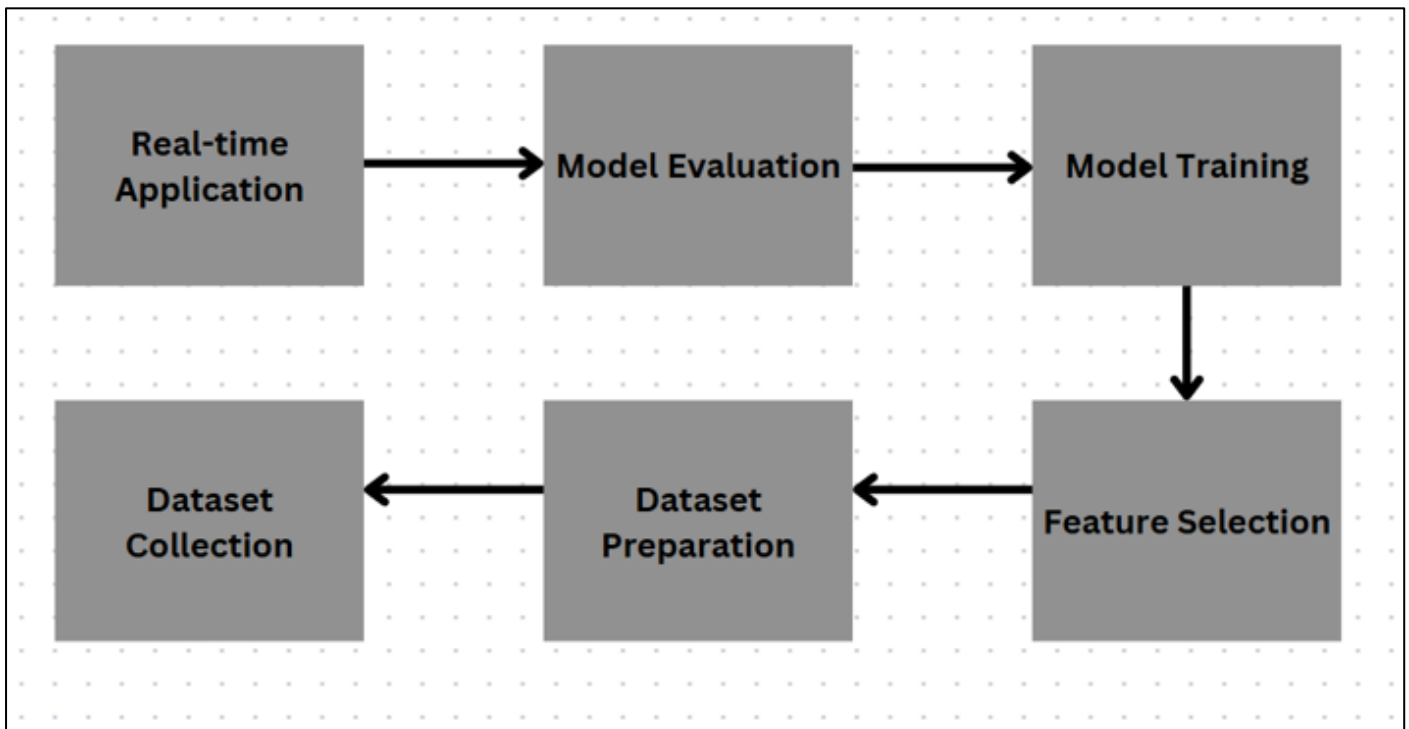 Real-time
Application
Model Evaluation
Model Training
Dataset
Collection
Dataset
Preparation
Feature Selection